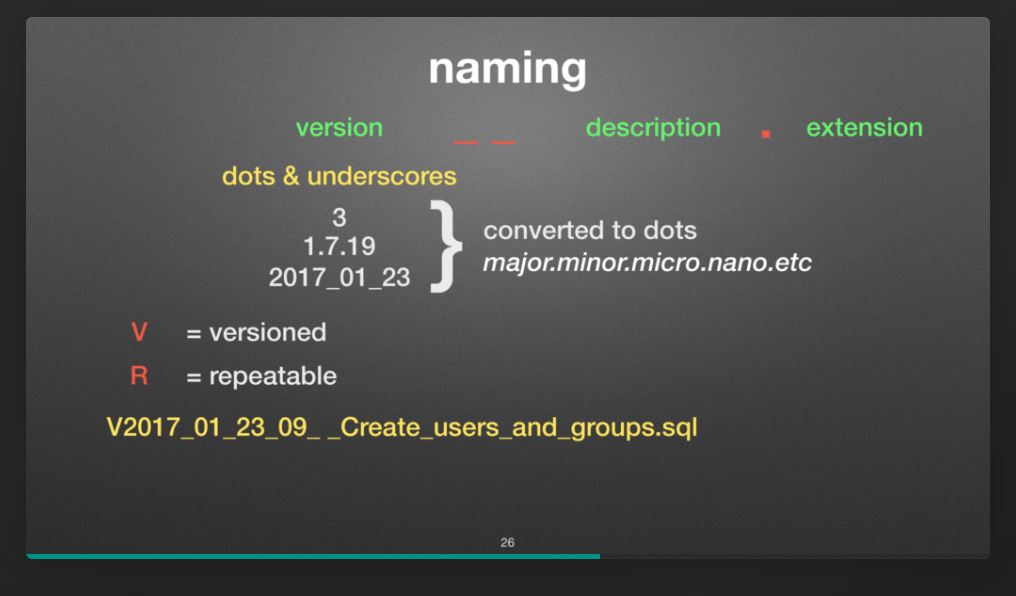 naming
version _ _ description . extension
dots & underscores
3
1.7.19
2017_01_23
} converted to dots
major.minor.micro.nano.etc
V = versioned
R = repeatable
V2017_01_23_09_ _Create_users_and_groups.sql
26